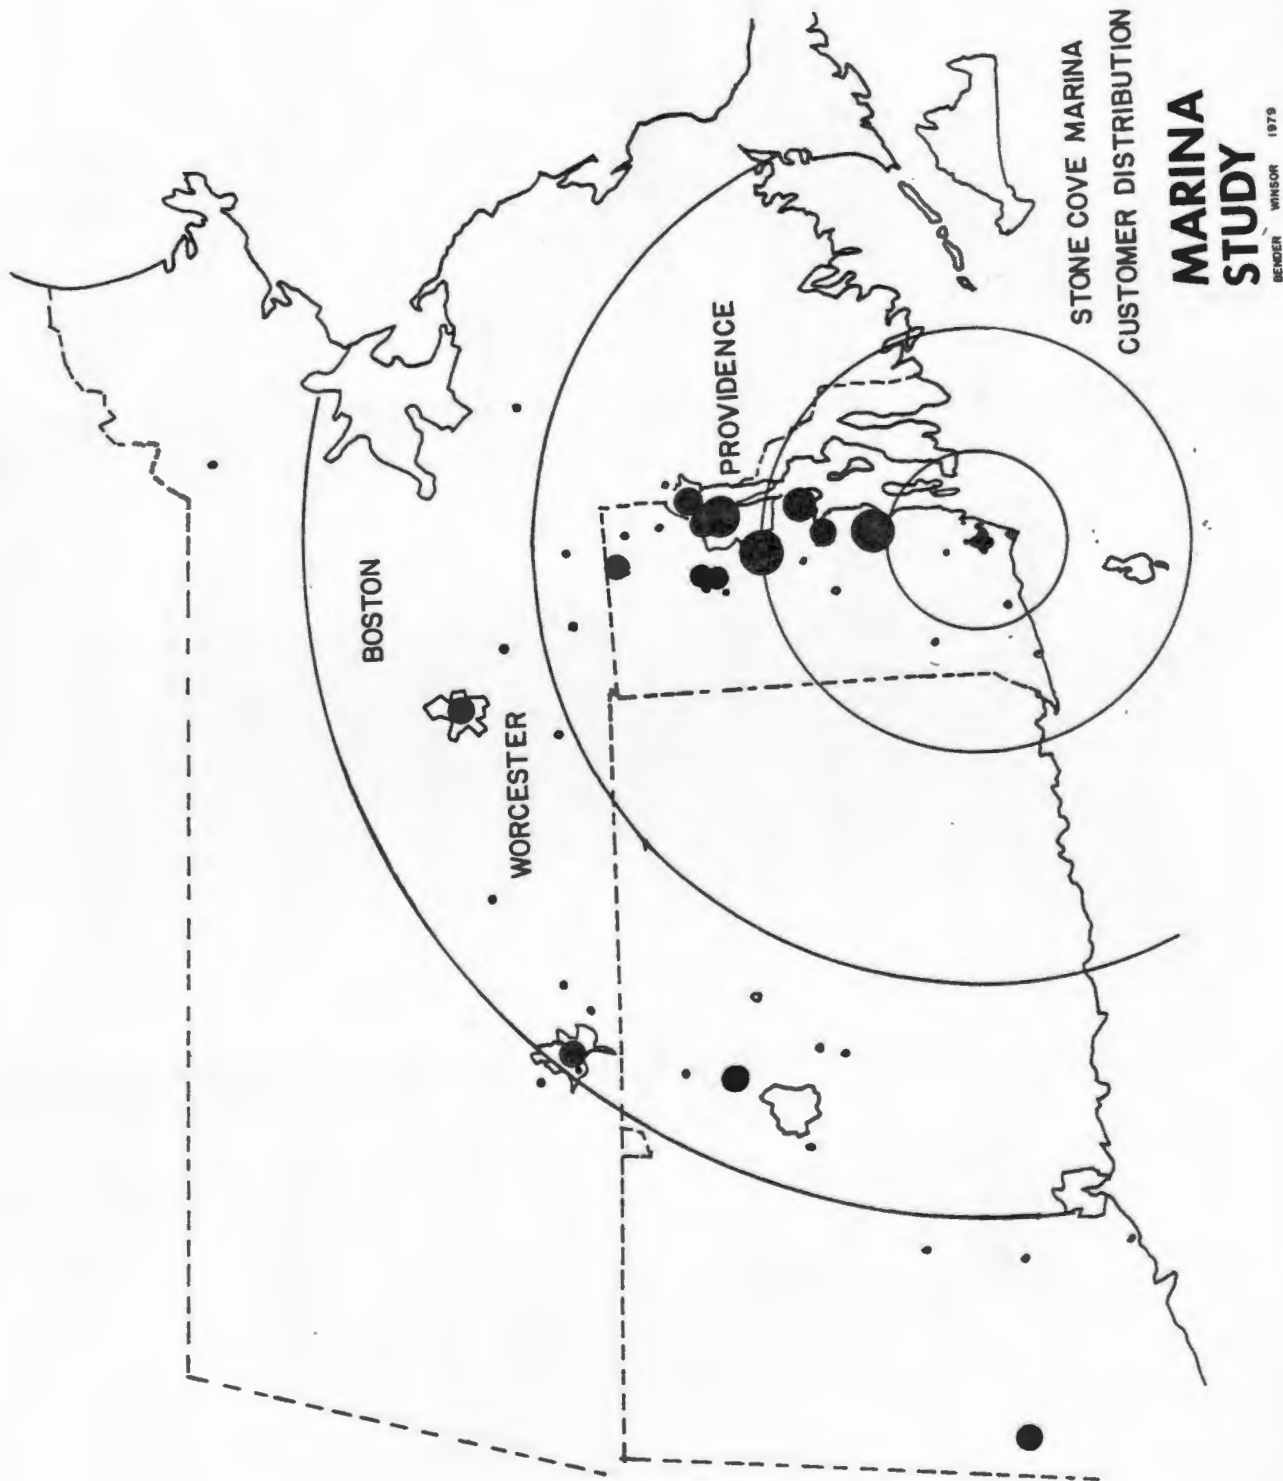 BOSTON
WORCESTER
PROVIDENCE
STONE COVE MARINA
CUSTOMER DISTRIBUTION
MARINA
STUDY
BENDER WINSOR 1979